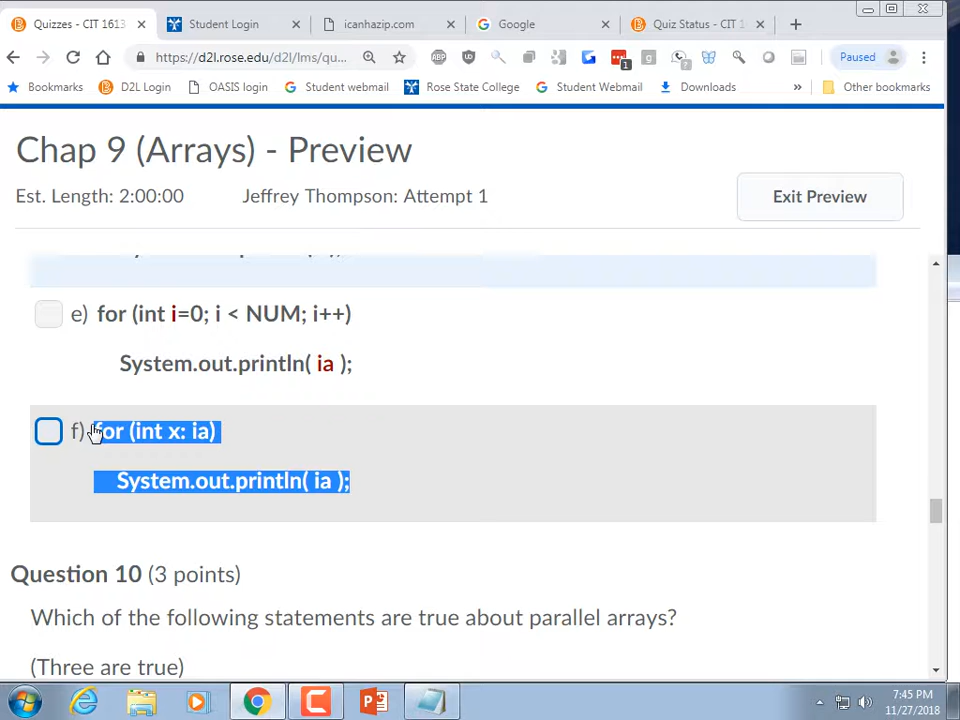 Quizzes - CIT 1613
Student Login
icanhazip.com
Google
Quiz Status - CIT 1
https://d2l.rose.edu/d2l/lms/qu...
ABP
1
g
?
Paused
Bookmarks
D2L Login
OASIS login
Student webmail
Rose State College
Student Webmail
Downloads
»
Other bookmarks
Chap 9 (Arrays) - Preview
Est. Length: 2:00:00
Jeffrey Thompson: Attempt 1
Exit Preview
e) for (int i=0; i < NUM; i++)
System.out.println( ia );
f) for (int x: ia)
System.out.println( ia );
Question 10 (3 points)
Which of the following statements are true about parallel arrays?
(Three are true)
7:45 PM
11/27/2018